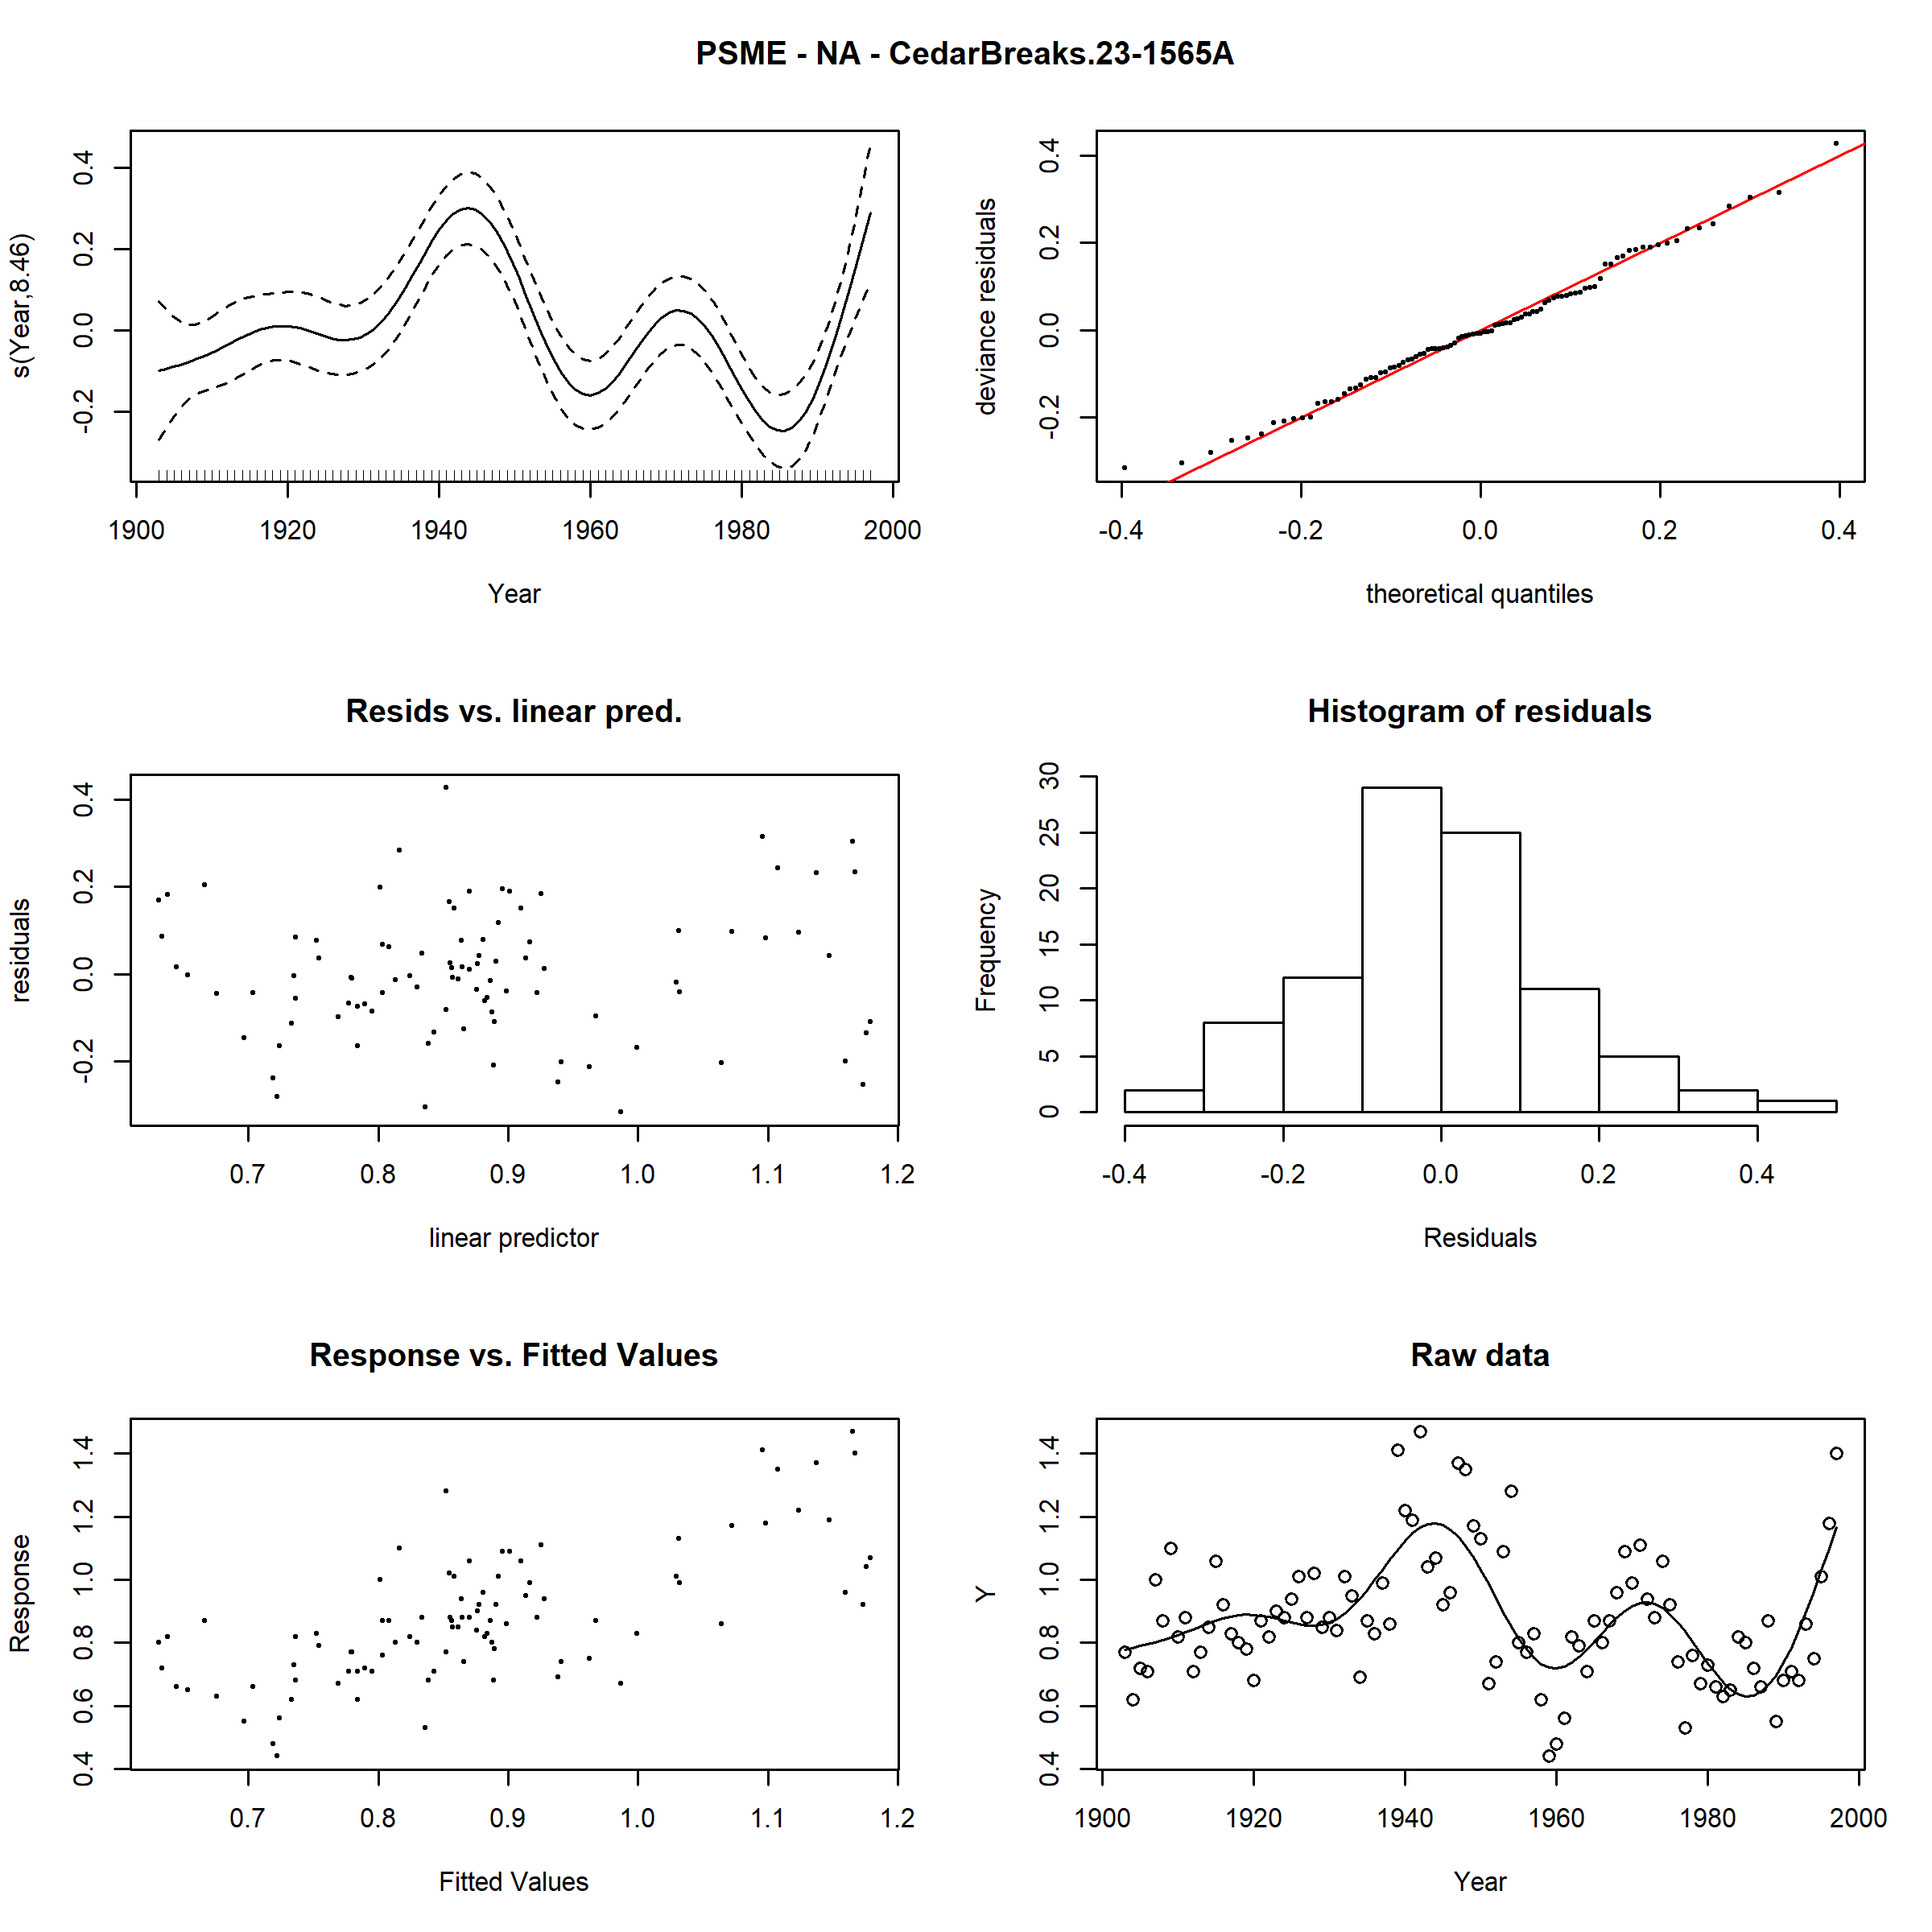 PSME - NA - CedarBreaks.23-1565A
s(Year,8.46)
-0.2 0.0 0.2 0.4
1900 1920 1940 1960 1980 2000
Year
deviance residuals
-0.2 0.0 0.2 0.4
-0.4 -0.2 0.0 0.2 0.4
theoretical quantiles
Resids vs. linear pred.
residuals
-0.2 0.0 0.2 0.4
0.7 0.8 0.9 1.0 1.1 1.2
linear predictor
Histogram of residuals
Frequency
0 5 10 15 20 25 30
-0.4 -0.2 0.0 0.2 0.4
Residuals
Response vs. Fitted Values
Response
0.4 0.6 0.8 1.0 1.2 1.4
0.7 0.8 0.9 1.0 1.1 1.2
Fitted Values
Raw data
Y
0.4 0.6 0.8 1.0 1.2 1.4
1900 1920 1940 1960 1980 2000
Year